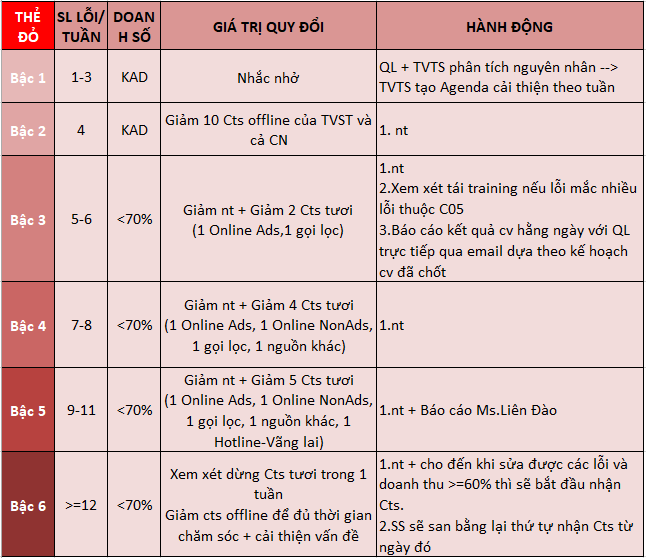 THẺ ĐỎ
SL LỖI/ TUẦN
DOANH SỐ
GIÁ TRỊ QUY ĐỔI
HÀNH ĐỘNG
Bậc 1
1-3
KAD
Nhắc nhở
QL + TVTS phân tích nguyên nhân -->
TVTS tạo Agenda cải thiện theo tuần
Bậc 2
4
KAD
Giảm 10 Cts offline của TVST và
cả CN
1. nt
Bậc 3
5-6
<70%
Giảm nt + Giảm 2 Cts tươi
(1 Online Ads,1 gọi lọc)
1.nt
2.Xem xét tái training nếu lỗi mắc nhiều
lỗi thuộc C05
3.Báo cáo kết quả cv hằng ngày với QL
trực tiếp qua email dựa theo kế hoạch
cv đã chốt
Bậc 4
7-8
<70%
Giảm nt + Giảm 4 Cts tươi
(1 Online Ads, 1 Online NonAds,
1 gọi lọc, 1 nguồn khác)
1.nt
Bậc 5
9-11
<70%
Giảm nt + Giảm 5 Cts tươi
(1 Online Ads, 1 Online NonAds,
1 gọi lọc, 1 nguồn khác, 1
Hotline-Vãng lai)
1.nt + Báo cáo Ms.Liên Đào
Bậc 6
>=12
<70%
Xem xét dừng Cts tươi trong 1
tuần
Giảm cts offline để đủ thời gian
chăm sóc + cải thiện vấn đề
1.nt + cho đến khi sửa được các lỗi và
doanh thu >=60% thì sẽ bắt đầu nhận
Cts.
2.SS sẽ san bằng lại thứ tự nhận Cts từ
ngày đó